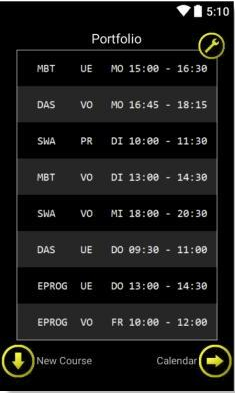 5:10
Portfolio
MBT UE MO 15:00 - 16:30
DAS VO MO 16:45 - 18:15
SWA PR DI 10:00 - 11:30
MBT VO DI 13:00 - 14:30
SWA VO MI 18:00 - 20:30
DAS UE DO 09:30 - 11:00
EPROG UE DO 13:00 - 14:30
EPROG VO FR 10:00 - 12:00
New Course Calendar